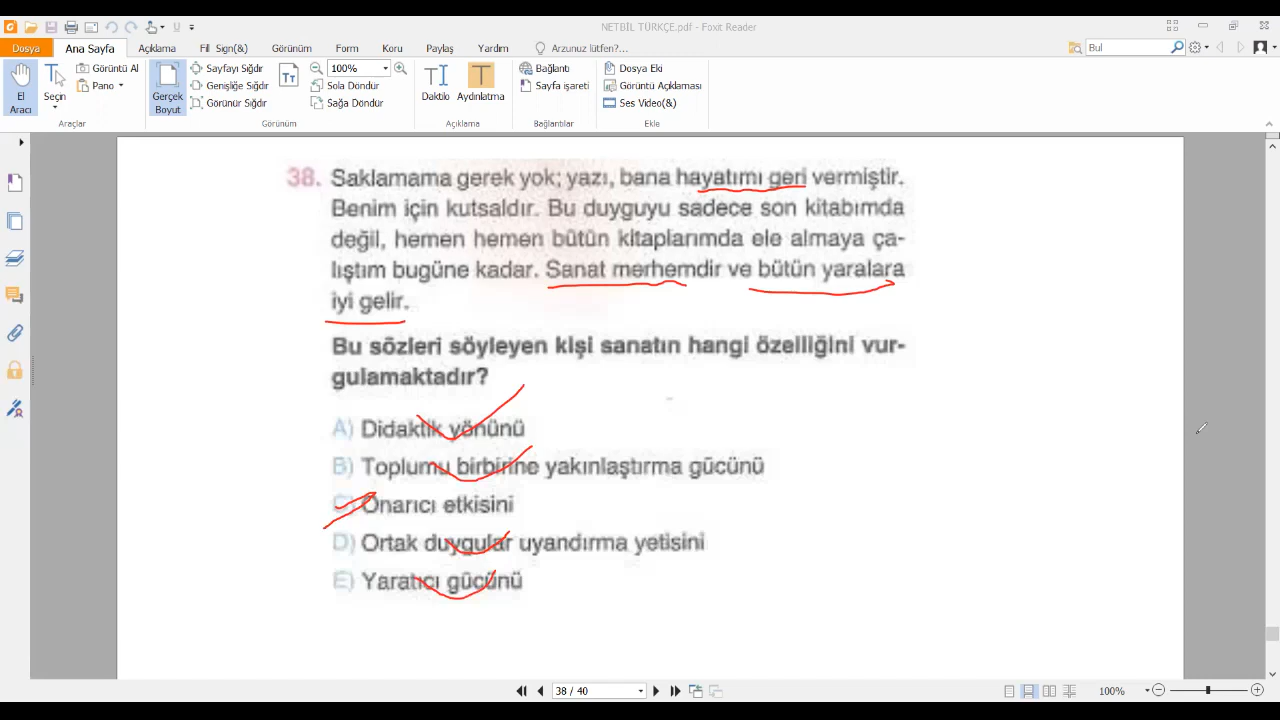 NETBİL TÜRKÇE.pdf - Foxit Reader
Dosya Ana Sayfa Açıklama Fil Sign(&) Görünüm Form Koru Paylaş Yardım Arzunuz lütfen?... Bul
El Aracı
Seçin
Görüntü Al
Pano
Araçlar
Gerçek Boyut
Sayfayı Sığdır
Genişliğe Sığdır
Görünür Sığdır
100%
Sola Döndür
Sağa Döndür
Görünüm
Daktilo
Aydınlatma
Açıklama
Bağlantı
Sayfa işareti
Bağlantılar
Dosya Eki
Görüntü Açıklaması
Ses Video(&)
Ekle
38. Saklamama gerek yok; yazı, bana hayatımı geri vermiştir.
Benim için kutsaldır. Bu duyguyu sadece son kitabımda
değil, hemen hemen bütün kitaplarımda ele almaya ça-
lıştım bugüne kadar. Sanat merhemdir ve bütün yaralara
iyi gelir.
Bu sözleri söyleyen kişi sanatın hangi özelliğini vur-
gulamaktadır?
A) Didaktik yönünü
B) Toplumu birbirine yakınlaştırma gücünü
C) Onarıcı etkisini
D) Ortak duygular uyandırma yetisini
E) Yaratıcı gücünü
38 / 40
100%